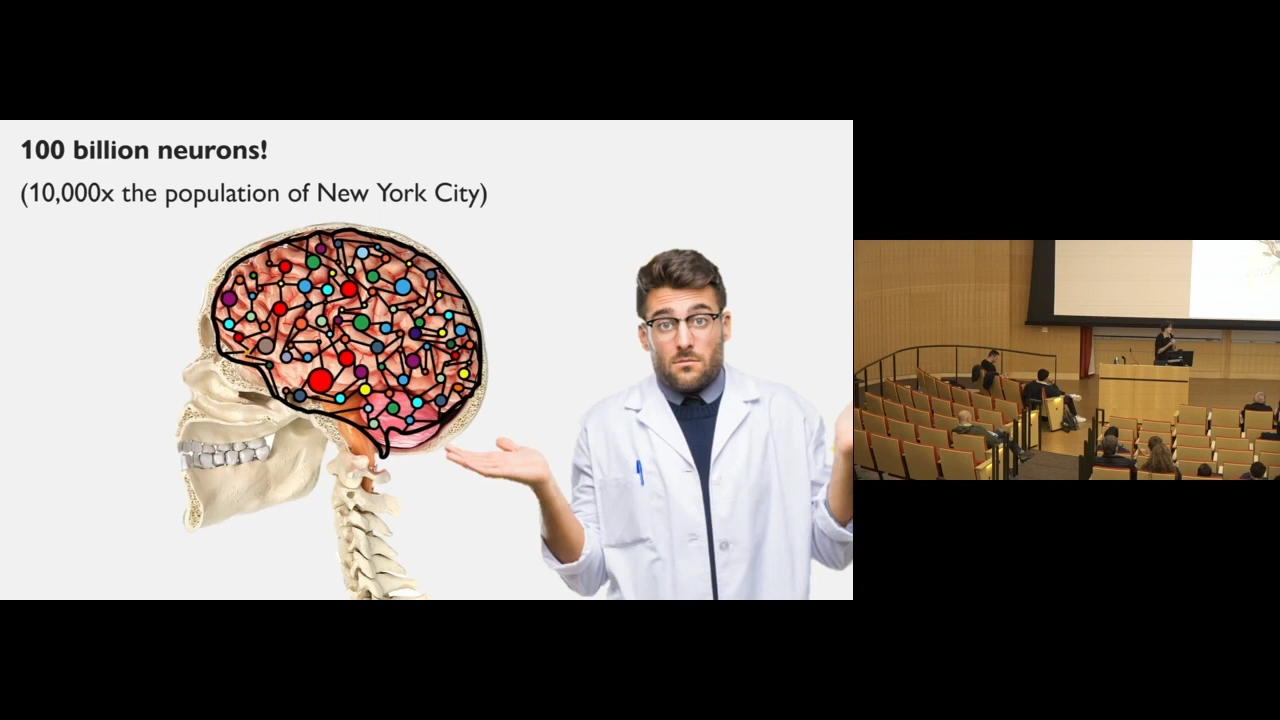 100 billion neurons!
(10,000x the population of New York City)